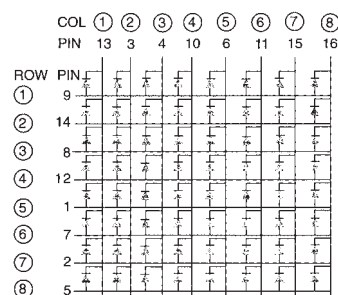 COL ① ② ③ ④ ⑤ ⑥ ⑦ ⑧
PIN 13 3 4 10 6 11 15 16
ROW PIN
① 9
② 14
③ 8
④ 12
⑤ 1
⑥ 7
⑦ 2
⑧ 5